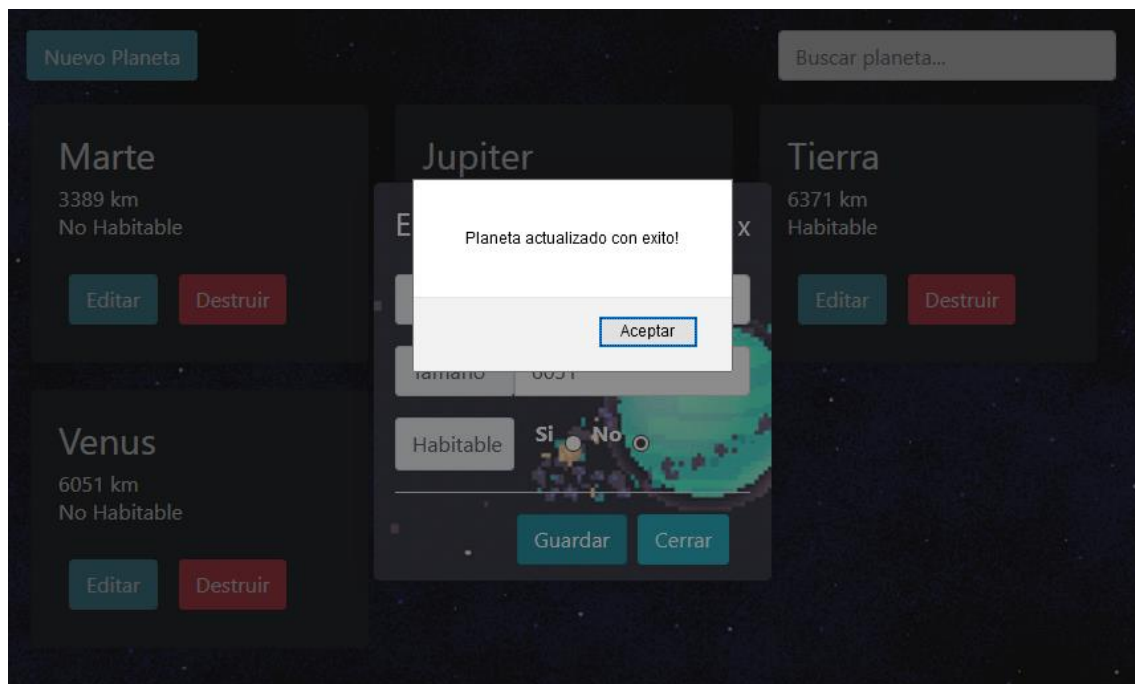 Nuevo Planeta
Buscar planeta...
Marte
3389 km
No Habitable
Editar Destruir
Jupiter
Tierra
6371 km
Habitable
Editar Destruir
E
x
Planeta actualizado con exito!
Aceptar
6051
Habitable Si No
Guardar Cerrar
Venus
6051 km
No Habitable
Editar Destruir